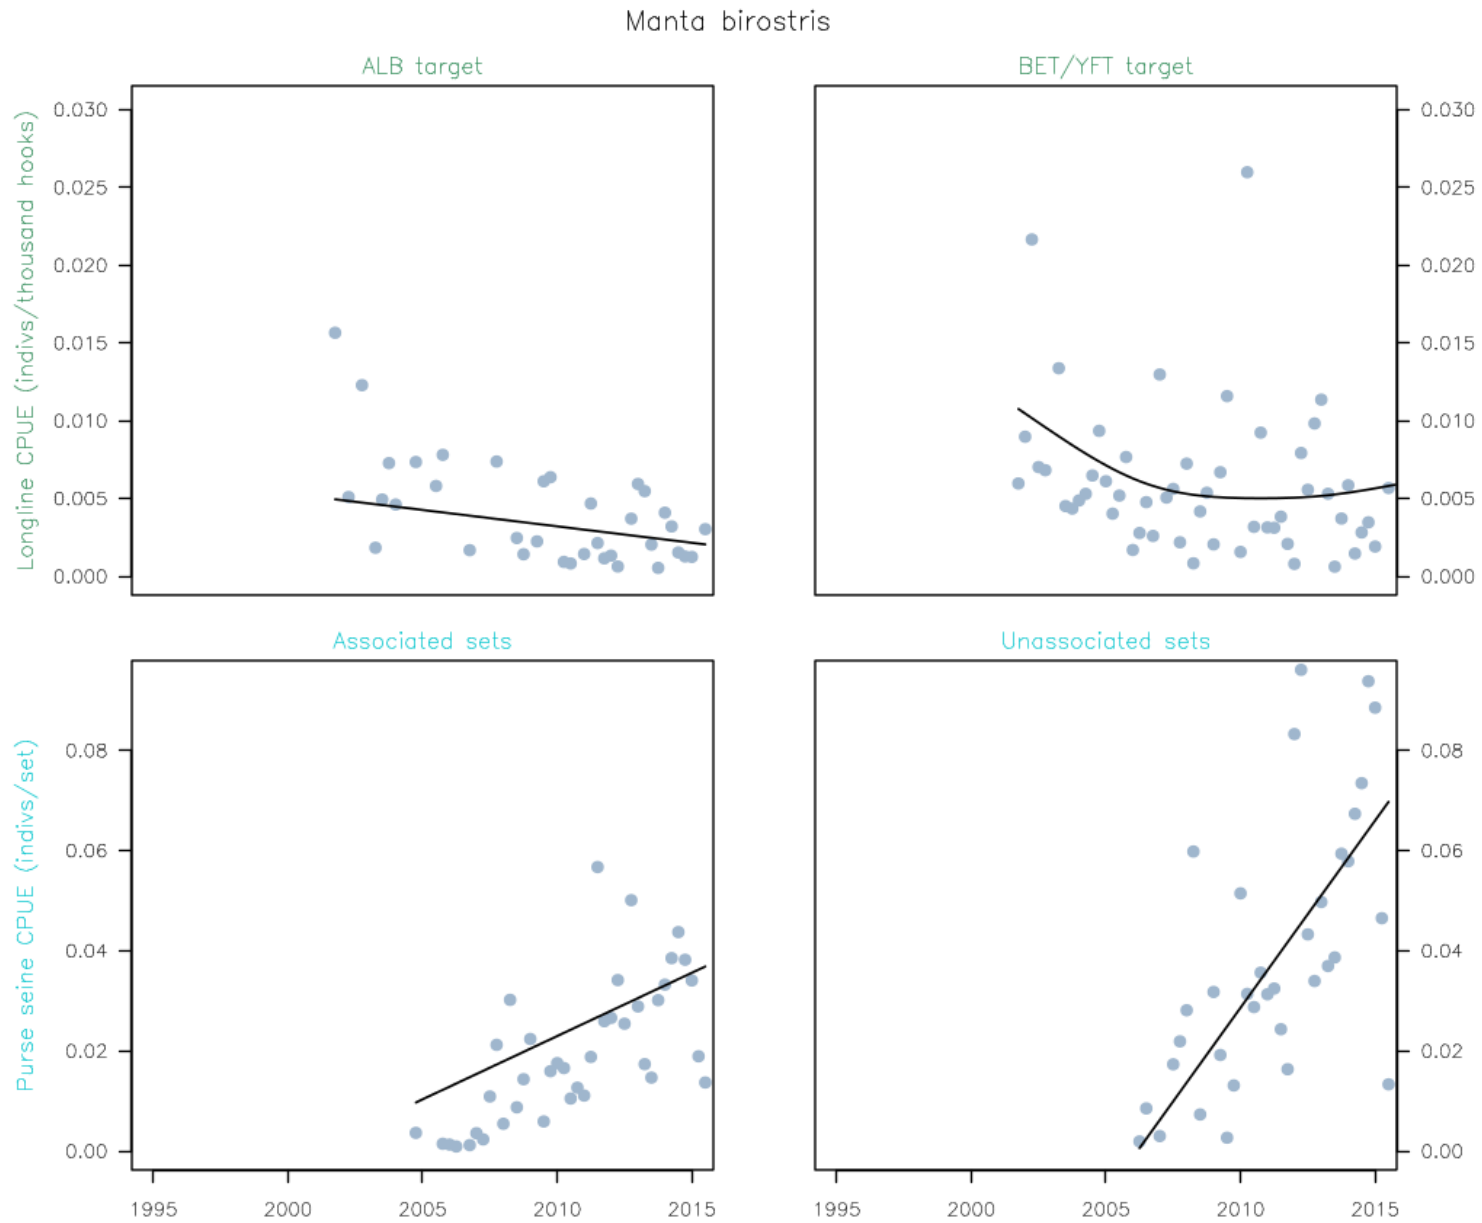 Manta birostris
ALB target
BET/YFT target
Longline CPUE (indivs/thousand hooks)
0.030
0.025
0.020
0.015
0.010
0.005
0.000
0.030
0.025
0.020
0.015
0.010
0.005
0.000
Associated sets
Unassociated sets
Purse seine CPUE (indivs/set)
0.08
0.06
0.04
0.02
0.00
0.08
0.06
0.04
0.02
0.00
1995 2000 2005 2010 2015
1995 2000 2005 2010 2015